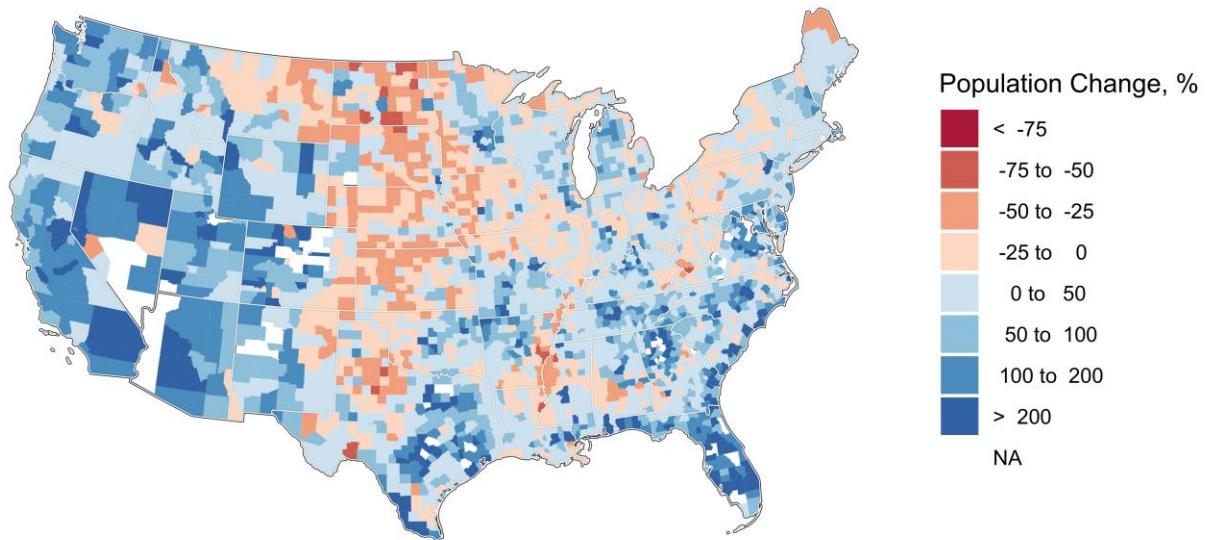 Population Change, %
< -75
-75 to -50
-50 to -25
-25 to 0
0 to 50
50 to 100
100 to 200
> 200
NA